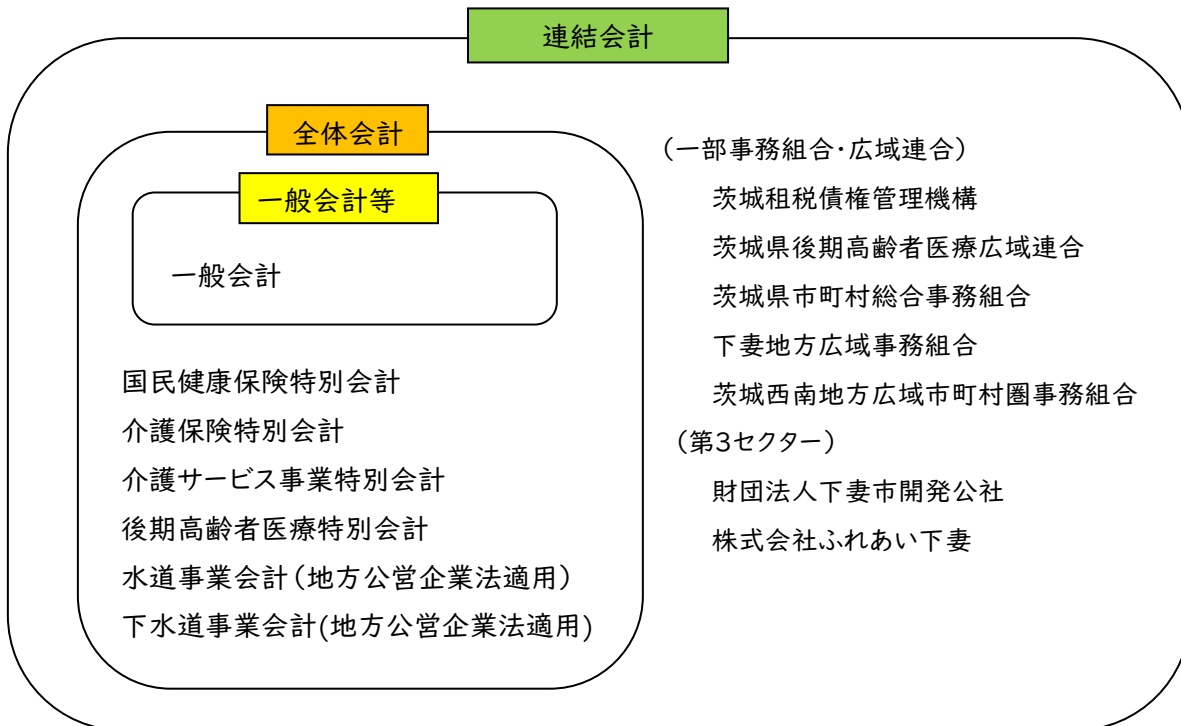 連結会計
全体会計
一般会計等
一般会計
国民健康保険特別会計
介護保険特別会計
介護サービス事業特別会計
後期高齢者医療特別会計
水道事業会計(地方公営企業法適用)
下水道事業会計(地方公営企業法適用)
(一部事務組合・広域連合)
茨城租税債権管理機構
茨城県後期高齢者医療広域連合
茨城県市町村総合事務組合
下妻地方広域事務組合
茨城西南地方広域市町村圏事務組合
(第3セクター)
財団法人下妻市開発公社
株式会社ふれあい下妻